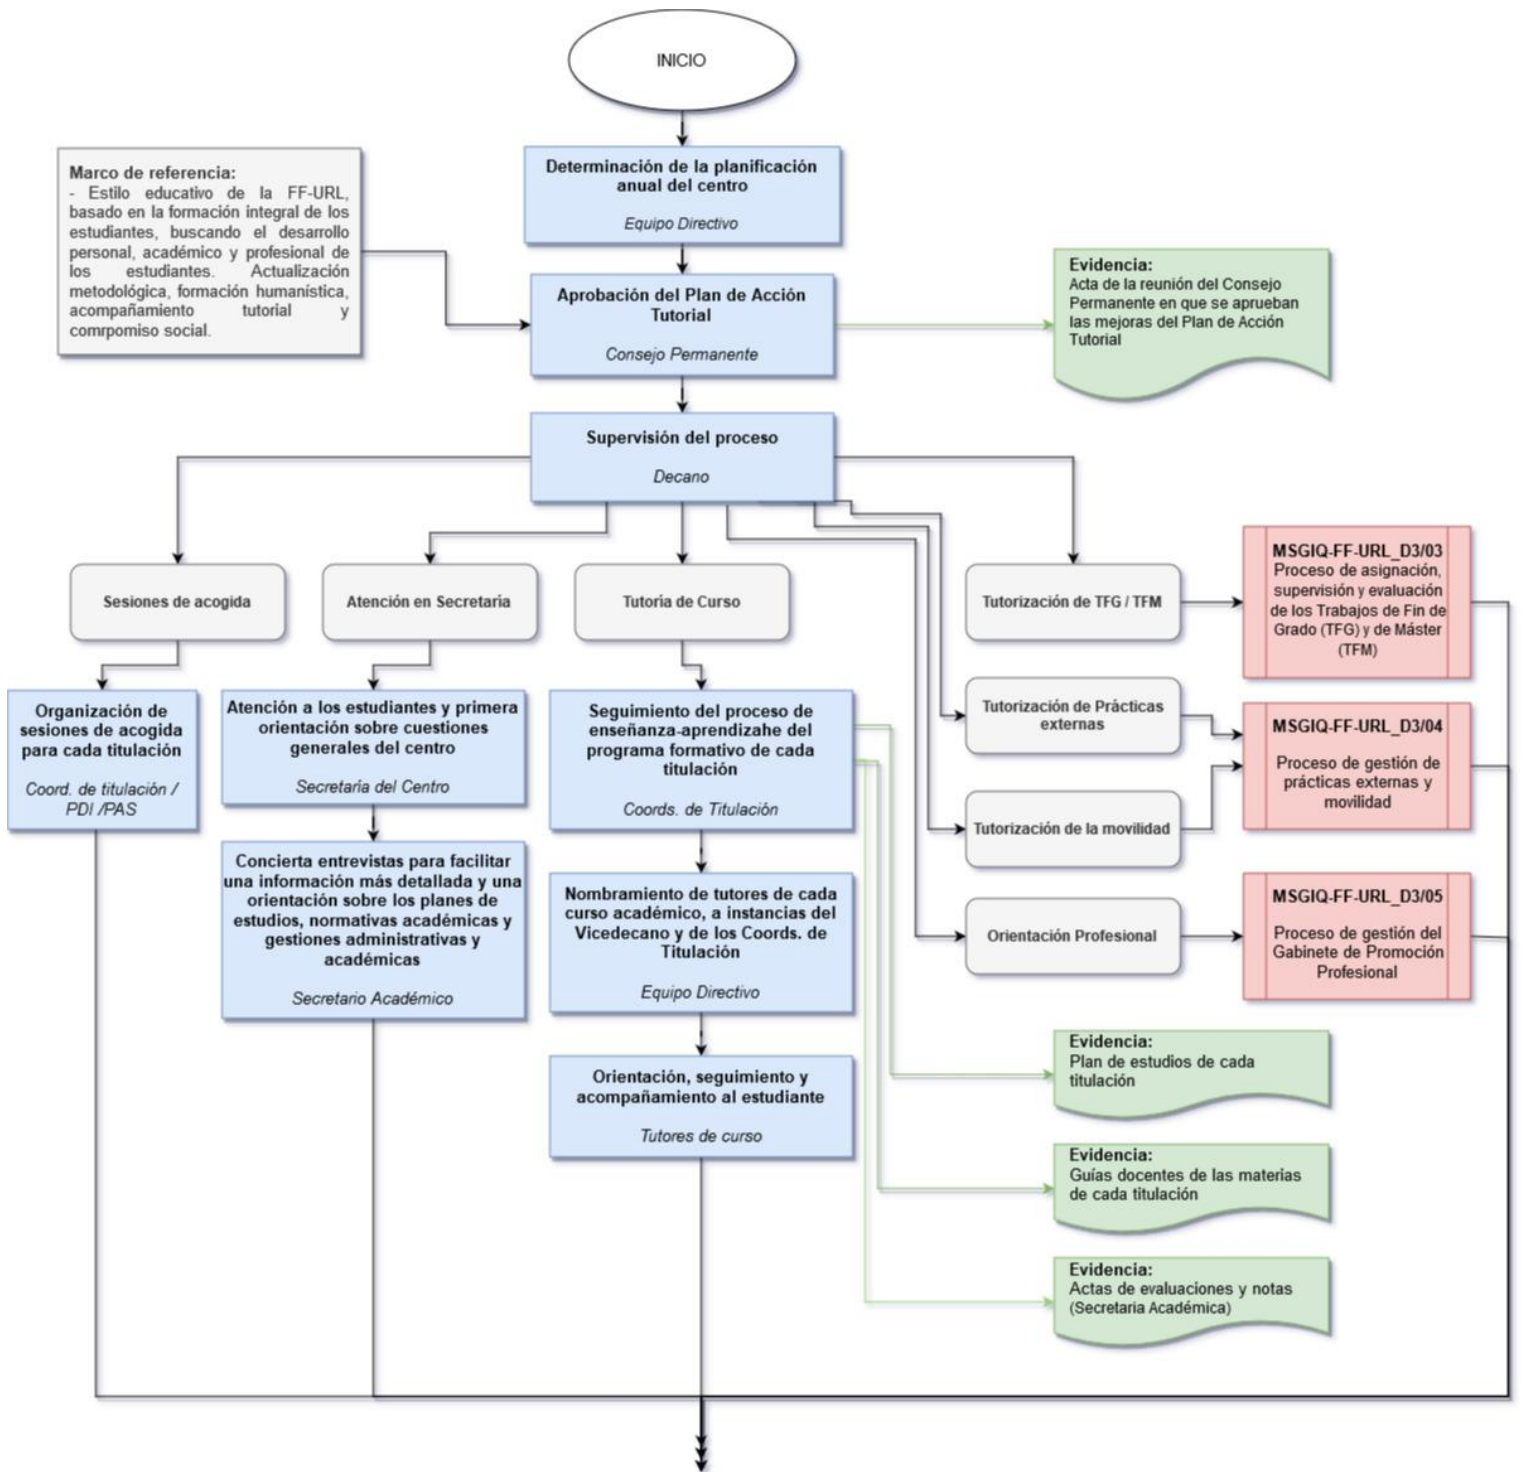 INICIO
Determinación de la planificación
anual del centro
Equipo Directivo
Marco de referencia:
- Estilo educativo de la FF-URL,
basado en la formación integral de los
estudiantes, buscando el desarrollo
personal, académico y profesional de
los estudiantes. Actualización
metodológica, formación humanística,
acompañamiento tutorial y
comrpomiso social.
Aprobación del Plan de Acción
Tutorial
Consejo Permanente
Evidencia:
Acta de la reunión del Consejo
Permanente en que se aprueban
las mejoras del Plan de Acción
Tutorial
Supervisión del proceso
Decano
Sesiones de acogida
Atención en Secretaría
Tutoría de Curso
Tutorización de TFG / TFM
MSGIQ-FF-URL_D3/03
Proceso de asignación,
supervisión y evaluación
de los Trabajos de Fin de
Grado (TFG) y de Máster
(TFM)
Organización de
sesiones de acogida
para cada titulación
Coord. de titulación /
PDI /PAS
Atención a los estudiantes y primera
orientación sobre cuestiones
generales del centro
Secretaría del Centro
Seguimiento del proceso de
enseñanza-aprendizahe del
programa formativo de cada
titulación
Coords. de Titulación
Tutorización de Prácticas
externas
MSGIQ-FF-URL_D3/04
Proceso de gestión de
prácticas externas y
movilidad
Tutorización de la movilidad
Concierta entrevistas para facilitar
una información más detallada y una
orientación sobre los planes de
estudios, normativas académicas y
gestiones administrativas y
académicas
Secretario Académico
Nombramiento de tutores de cada
curso académico, a instancias del
Vicedecano y de los Coords. de
Titulación
Equipo Directivo
Orientación Profesional
MSGIQ-FF-URL_D3/05
Proceso de gestión del
Gabinete de Promoción
Profesional
Orientación, seguimiento y
acompañamiento al estudiante
Tutores de curso
Evidencia:
Plan de estudios de cada
titulación
Evidencia:
Guías docentes de las materias
de cada titulación
Evidencia:
Actas de evaluaciones y notas
(Secretaria Académica)